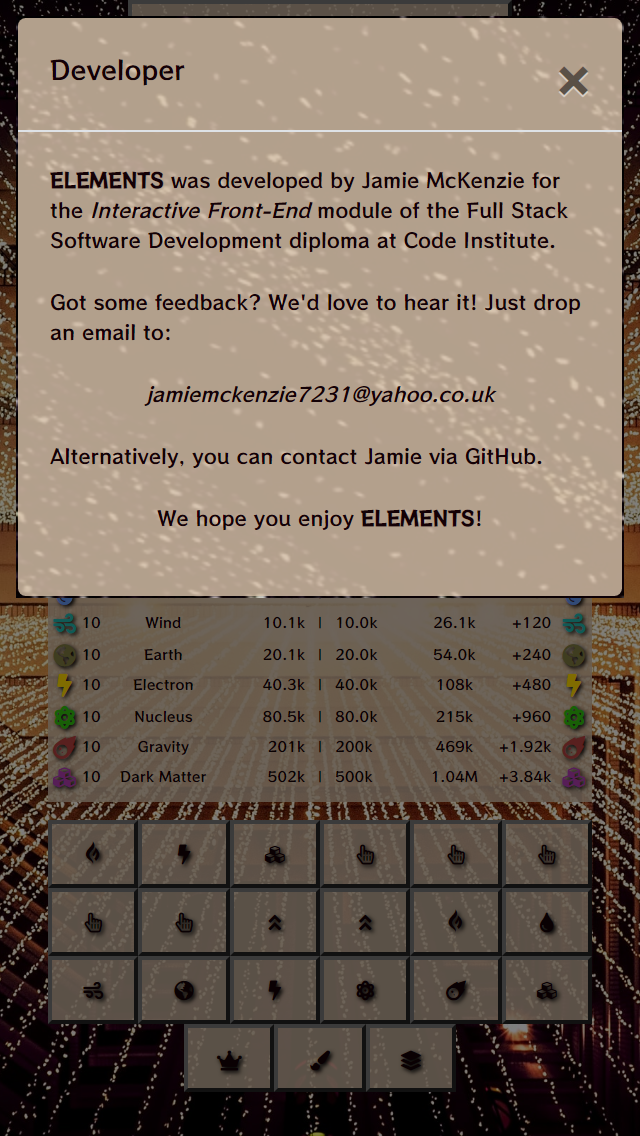 Developer
ELEMENTS was developed by Jamie McKenzie for
the Interactive Front-End module of the Full Stack
Software Development diploma at Code Institute.
Got some feedback? We'd love to hear it! Just drop
an email to:
jamiemckenzie7231@yahoo.co.uk
Alternatively, you can contact Jamie via GitHub.
We hope you enjoy ELEMENTS!
10 Wind 10.1k | 10.0k 26.1k +120
10 Earth 20.1k | 20.0k 54.0k +240
10 Electron 40.3k | 40.0k 108k +480
10 Nucleus 80.5k | 80.0k 215k +960
10 Gravity 201k | 200k 469k +1.92k
10 Dark Matter 502k | 500k 1.04M +3.84k